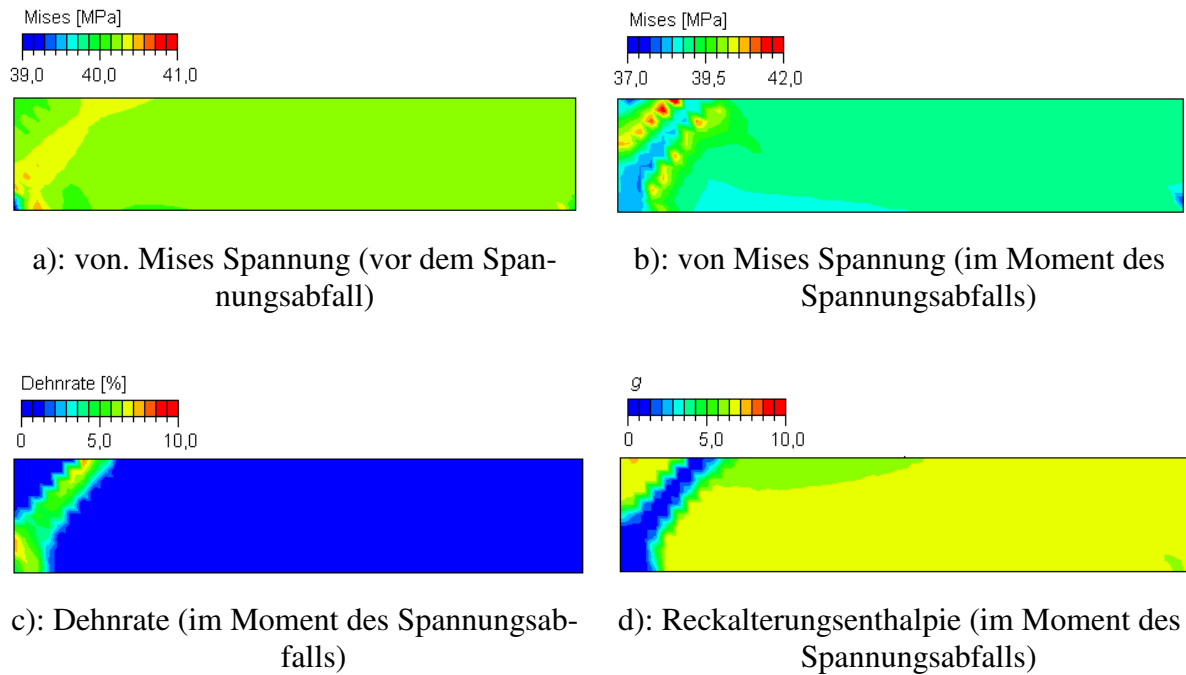 Mises [MPa]
39,0 40,0 41,0
Mises [MPa]
37,0 39,5 42,0
a): von. Mises Spannung (vor dem Span-
nungsabfall)
b): von Mises Spannung (im Moment des
Spannungsabfalls)
Dehnrate [%]
0 5,0 10,0
g
0 5,0 10,0
c): Dehnrate (im Moment des Spannungsab-
falls)
d): Reckalterungsenthalpie (im Moment des
Spannungsabfalls)